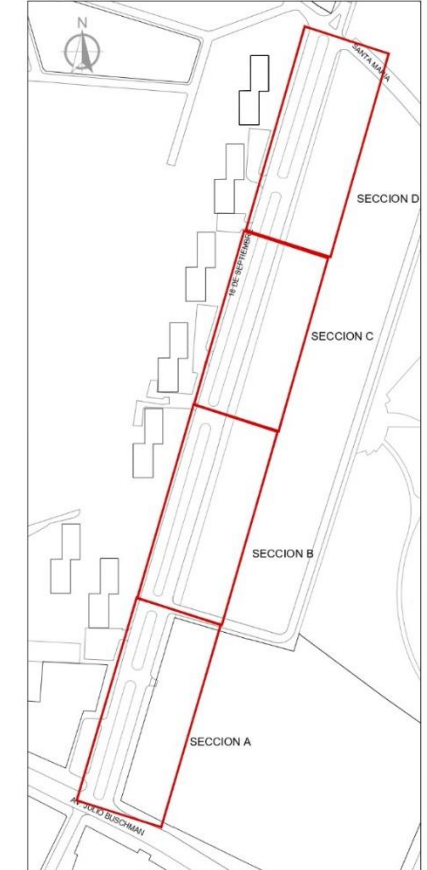 N
SANTA MARIA
SECCION D
18 DE SEPTIEMBRE
SECCION C
SECCION B
SECCION A
AV. JULIO BUSCHMAN